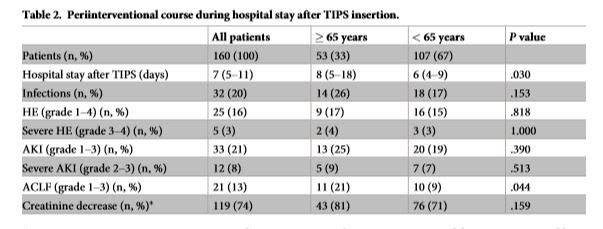 Table 2. Periinterventional course during hospital stay after TIPS insertion.
All patients ≥ 65 years < 65 years P value
Patients (n, %) 160 (100) 53 (33) 107 (67)
Hospital stay after TIPS (days) 7 (5–11) 8 (5–18) 6 (4–9) .030
Infections (n, %) 32 (20) 14 (26) 18 (17) .153
HE (grade 1–4) (n, %) 25 (16) 9 (17) 16 (15) .818
Severe HE (grade 3–4) (n, %) 5 (3) 2 (4) 3 (3) 1.000
AKI (grade 1–3) (n, %) 33 (21) 13 (25) 20 (19) .390
Severe AKI (grade 2–3) (n, %) 12 (8) 5 (9) 7 (7) .513
ACLF (grade 1–3) (n, %) 21 (13) 11 (21) 10 (9) .044
Creatinine decrease (n, %)* 119 (74) 43 (81) 76 (71) .159